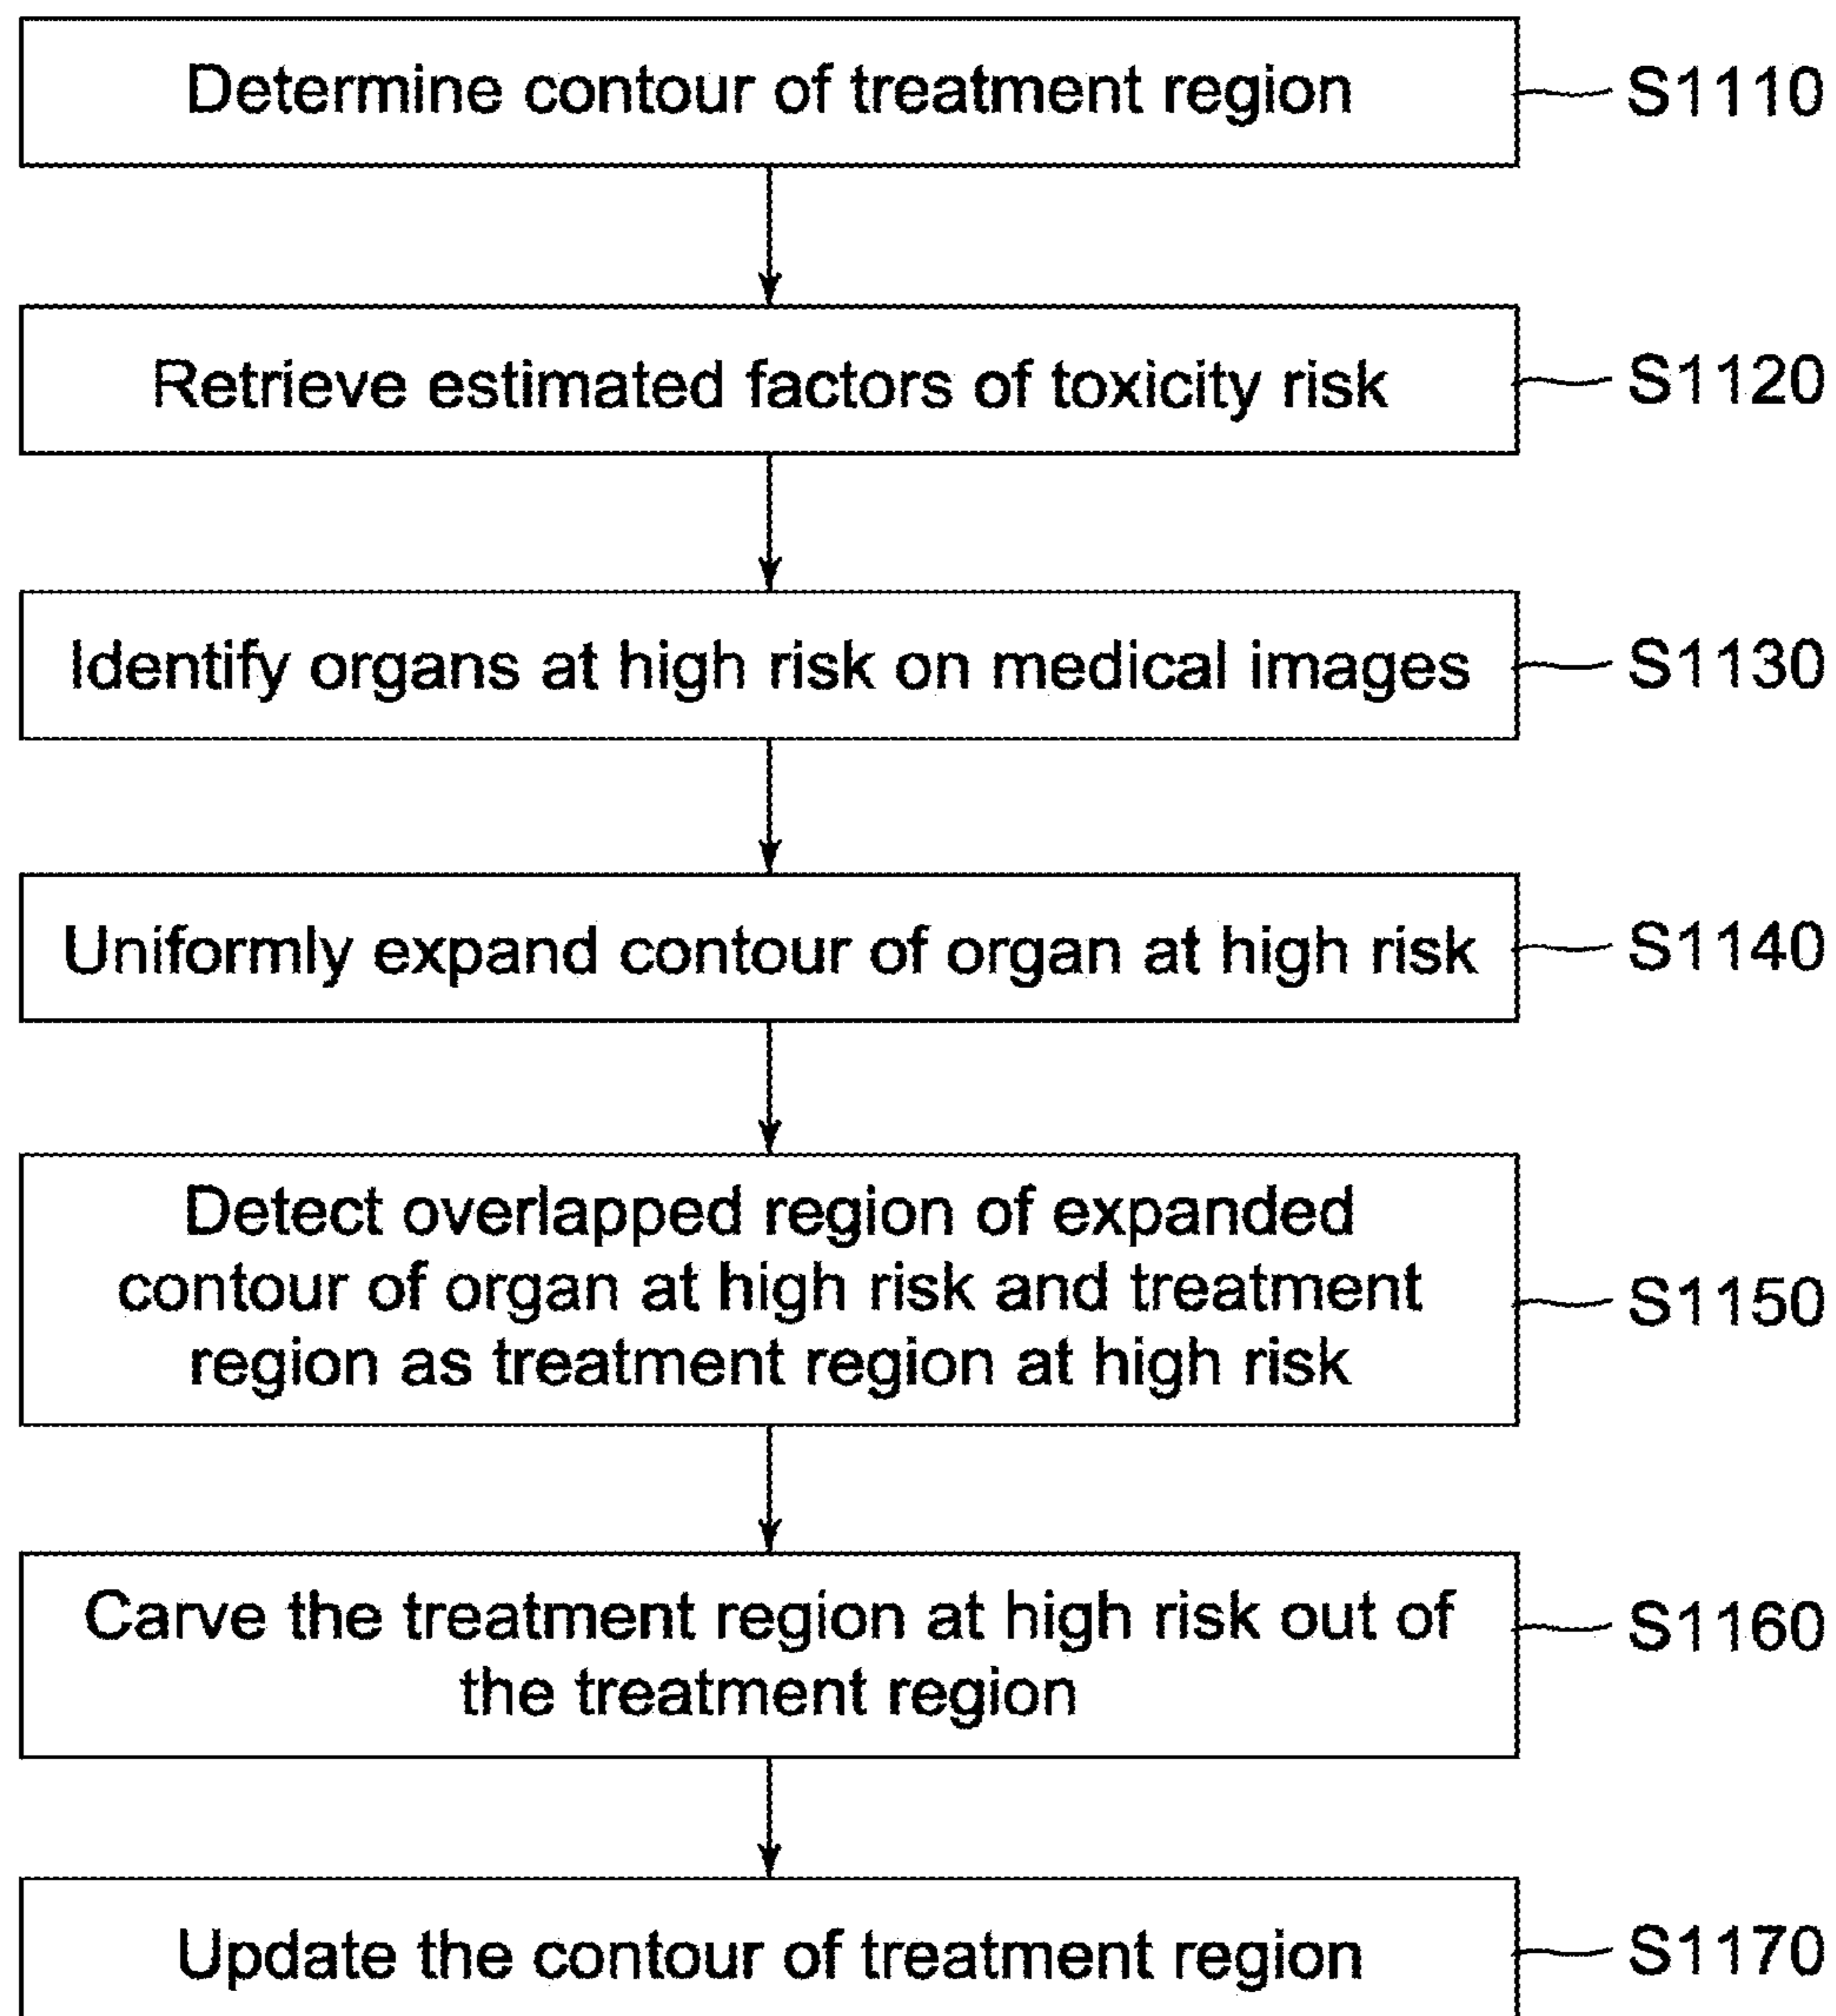 Determine contour of treatment region
S1110
Retrieve estimated factors of toxicity risk
S1120
Identify organs at high risk on medical images
S1130
Uniformly expand contour of organ at high risk
S1140
Detect overlapped region of expanded
contour of organ at high risk and treatment
region as treatment region at high risk
S1150
Carve the treatment region at high risk out of
the treatment region
S1160
Update the contour of treatment region
S1170